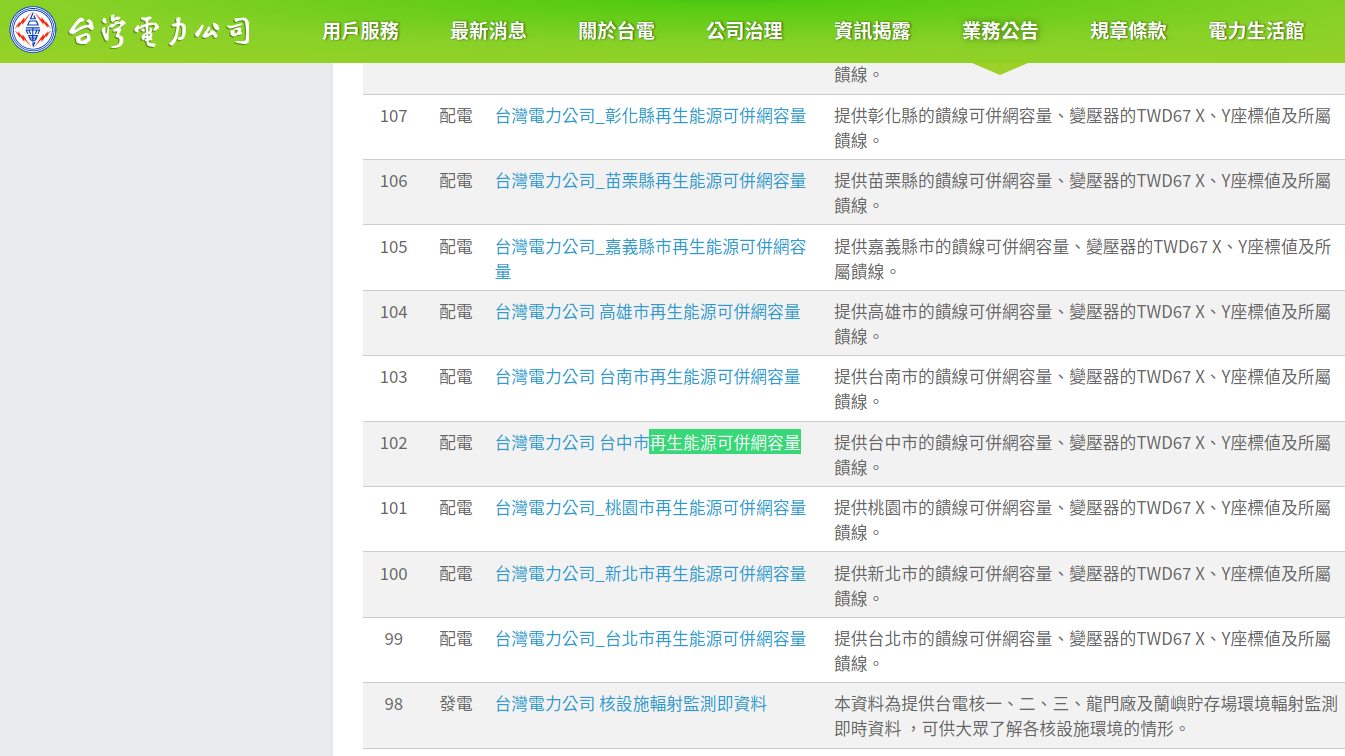 台灣電力公司
用戶服務 最新消息 關於台電 公司治理 資訊揭露 業務公告 規章條款 電力生活館
饋線。
107 配電 台灣電力公司_彰化縣再生能源可併網容量 提供彰化縣的饋線可併網容量、變壓器的TWD67 X、Y座標值及所屬
饋線。
106 配電 台灣電力公司_苗栗縣再生能源可併網容量 提供苗栗縣的饋線可併網容量、變壓器的TWD67 X、Y座標值及所屬
饋線。
105 配電 台灣電力公司_嘉義縣市再生能源可併網容 提供嘉義縣市的饋線可併網容量、變壓器的TWD67 X、Y座標值及所
量 屬饋線。
104 配電 台灣電力公司 高雄市再生能源可併網容量 提供高雄市的饋線可併網容量、變壓器的TWD67 X、Y座標值及所屬
饋線。
103 配電 台灣電力公司 台南市再生能源可併網容量 提供台南市的饋線可併網容量、變壓器的TWD67 X、Y座標值及所屬
饋線。
102 配電 台灣電力公司 台中市再生能源可併網容量 提供台中市的饋線可併網容量、變壓器的TWD67 X、Y座標值及所屬
饋線。
101 配電 台灣電力公司_桃園市再生能源可併網容量 提供桃園市的饋線可併網容量、變壓器的TWD67 X、Y座標值及所屬
饋線。
100 配電 台灣電力公司_新北市再生能源可併網容量 提供新北市的饋線可併網容量、變壓器的TWD67 X、Y座標值及所屬
饋線。
99 配電 台灣電力公司_台北市再生能源可併網容量 提供台北市的饋線可併網容量、變壓器的TWD67 X、Y座標值及所屬
饋線。
98 發電 台灣電力公司 核設施輻射監測即資料 本資料為提供台電核一、二、三、龍門廠及蘭嶼貯存場環境輻射監測
即時資料 ，可供大眾了解各核設施環境的情形。